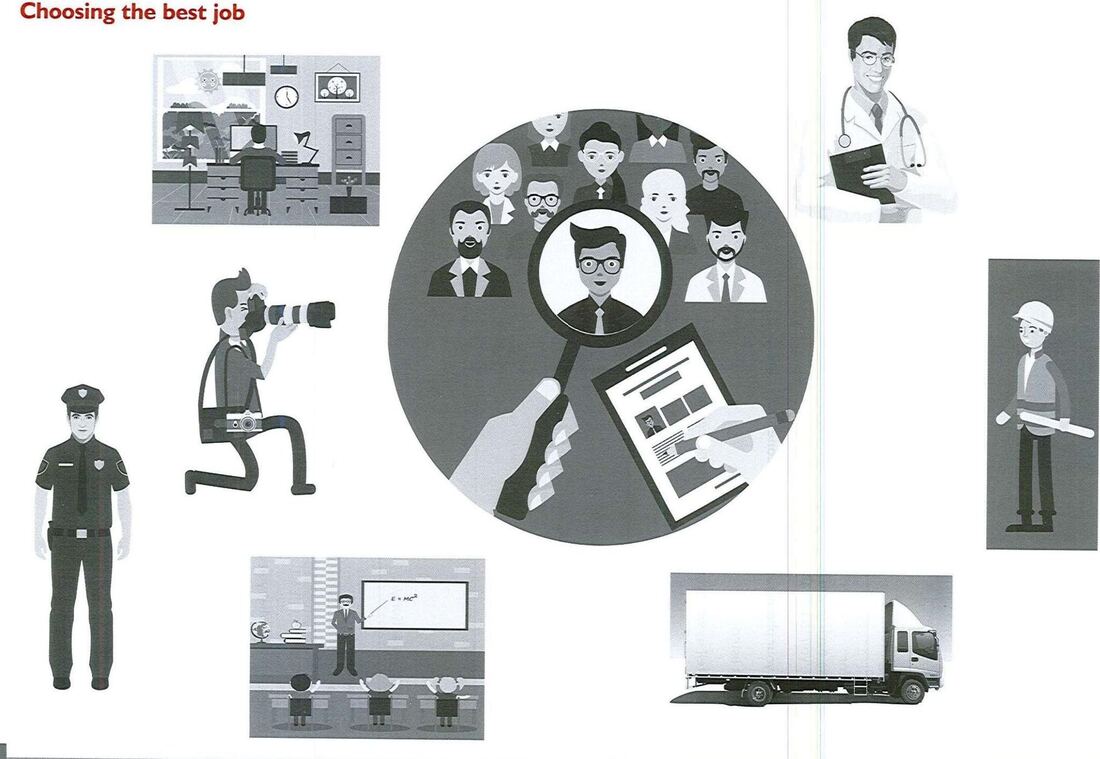 Choosing the best job
E = MC²